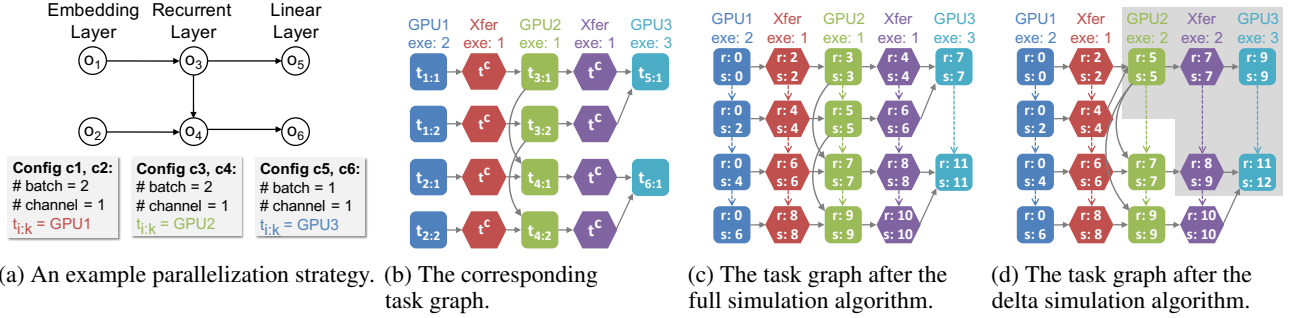 Embedding Layer
Recurrent Layer
Linear Layer
o1
o3
o5
o2
o4
o6
Config c1, c2:
# batch = 2
# channel = 1
ti:k = GPU1
Config c3, c4:
# batch = 2
# channel = 1
ti:k = GPU2
Config c5, c6:
# batch = 1
# channel = 1
ti:k = GPU3
(a) An example parallelization strategy.
GPU1 Xfer GPU2 Xfer GPU3
exe: 2 exe: 1 exe: 1 exe: 1 exe: 3
t1:1 tc t3:1 tc t5:1
t1:2 tc t3:2 tc
t2:1 tc t4:1 tc t6:1
t2:2 tc t4:2 tc
(b) The corresponding
task graph.
GPU1 Xfer GPU2 Xfer GPU3
exe: 2 exe: 1 exe: 1 exe: 1 exe: 3
r: 0 r: 2 r: 3 r: 4 r: 7
s: 0 s: 2 s: 3 s: 4 s: 7
r: 0 r: 4 r: 5 r: 6
s: 2 s: 4 s: 5 s: 6
r: 0 r: 6 r: 7 r: 8 r: 11
s: 4 s: 6 s: 7 s: 8 s: 11
r: 0 r: 8 r: 9 r: 10
s: 6 s: 8 s: 9 s: 10
(c) The task graph after the
full simulation algorithm.
GPU1 Xfer GPU2 Xfer GPU3
exe: 2 exe: 1 exe: 2 exe: 2 exe: 3
r: 0 r: 2 r: 5 r: 7 r: 9
s: 0 s: 2 s: 5 s: 7 s: 9
r: 0 r: 4
s: 2 s: 4
r: 0 r: 6 r: 7 r: 8 r: 11
s: 4 s: 6 s: 7 s: 9 s: 12
r: 0 r: 8 r: 9 r: 10
s: 6 s: 8 s: 9 s: 10
(d) The task graph after the
delta simulation algorithm.